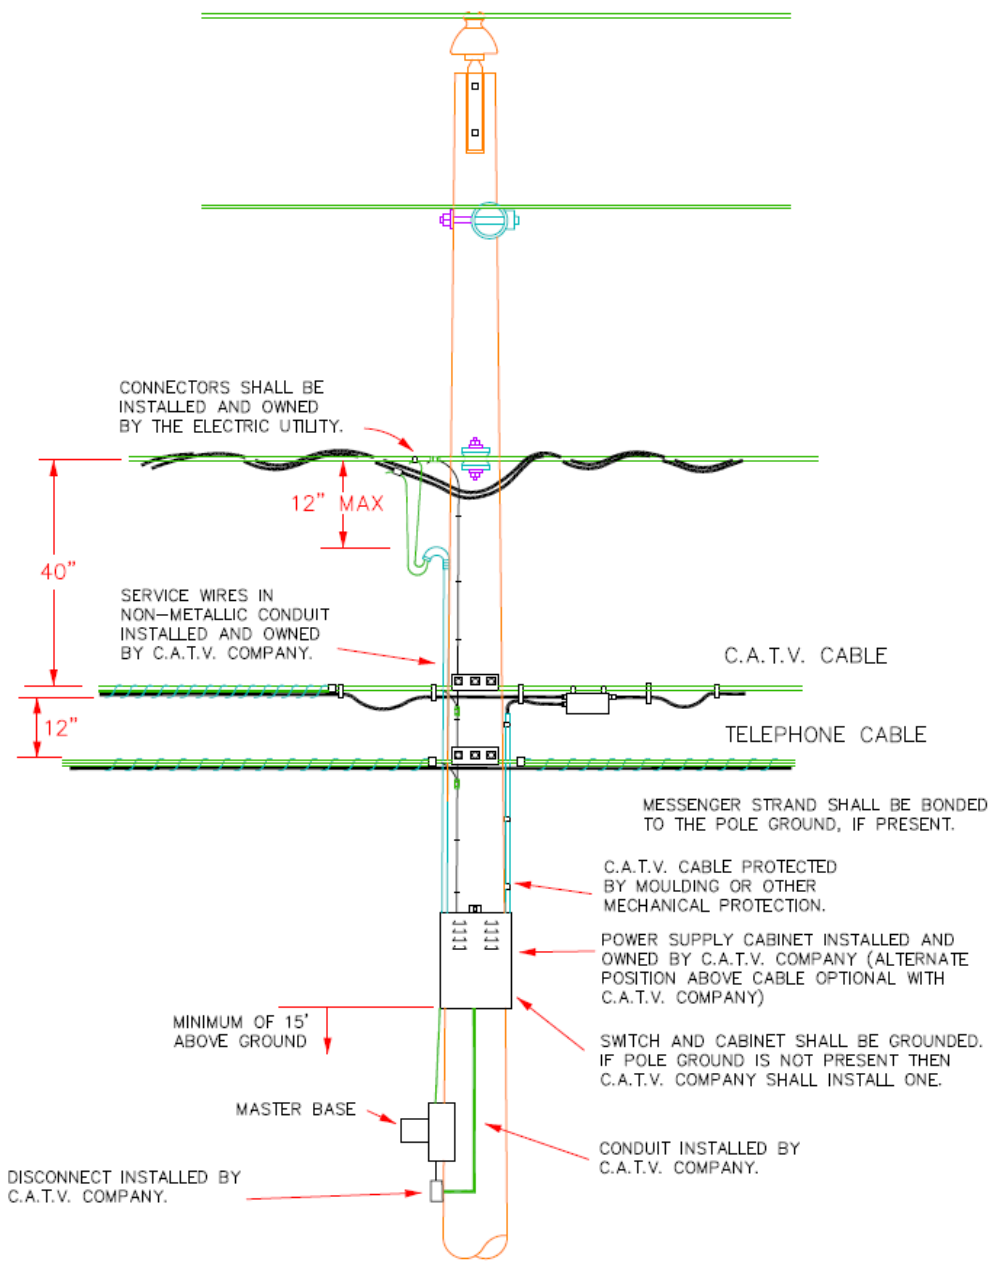 CONNECTORS SHALL BE
INSTALLED AND OWNED
BY THE ELECTRIC UTILITY.
12" MAX
40"
SERVICE WIRES IN
NON-METALLIC CONDUIT
INSTALLED AND OWNED
BY C.A.T.V. COMPANY.
C.A.T.V. CABLE
12"
TELEPHONE CABLE
MESSENGER STRAND SHALL BE BONDED
TO THE POLE GROUND, IF PRESENT.
C.A.T.V. CABLE PROTECTED
BY MOULDING OR OTHER
MECHANICAL PROTECTION.
POWER SUPPLY CABINET INSTALLED AND
OWNED BY C.A.T.V. COMPANY (ALTERNATE
POSITION ABOVE CABLE OPTIONAL WITH
C.A.T.V. COMPANY)
MINIMUM OF 15'
ABOVE GROUND
SWITCH AND CABINET SHALL BE GROUNDED.
IF POLE GROUND IS NOT PRESENT THEN
C.A.T.V. COMPANY SHALL INSTALL ONE.
MASTER BASE
CONDUIT INSTALLED BY
C.A.T.V. COMPANY.
DISCONNECT INSTALLED BY
C.A.T.V. COMPANY.